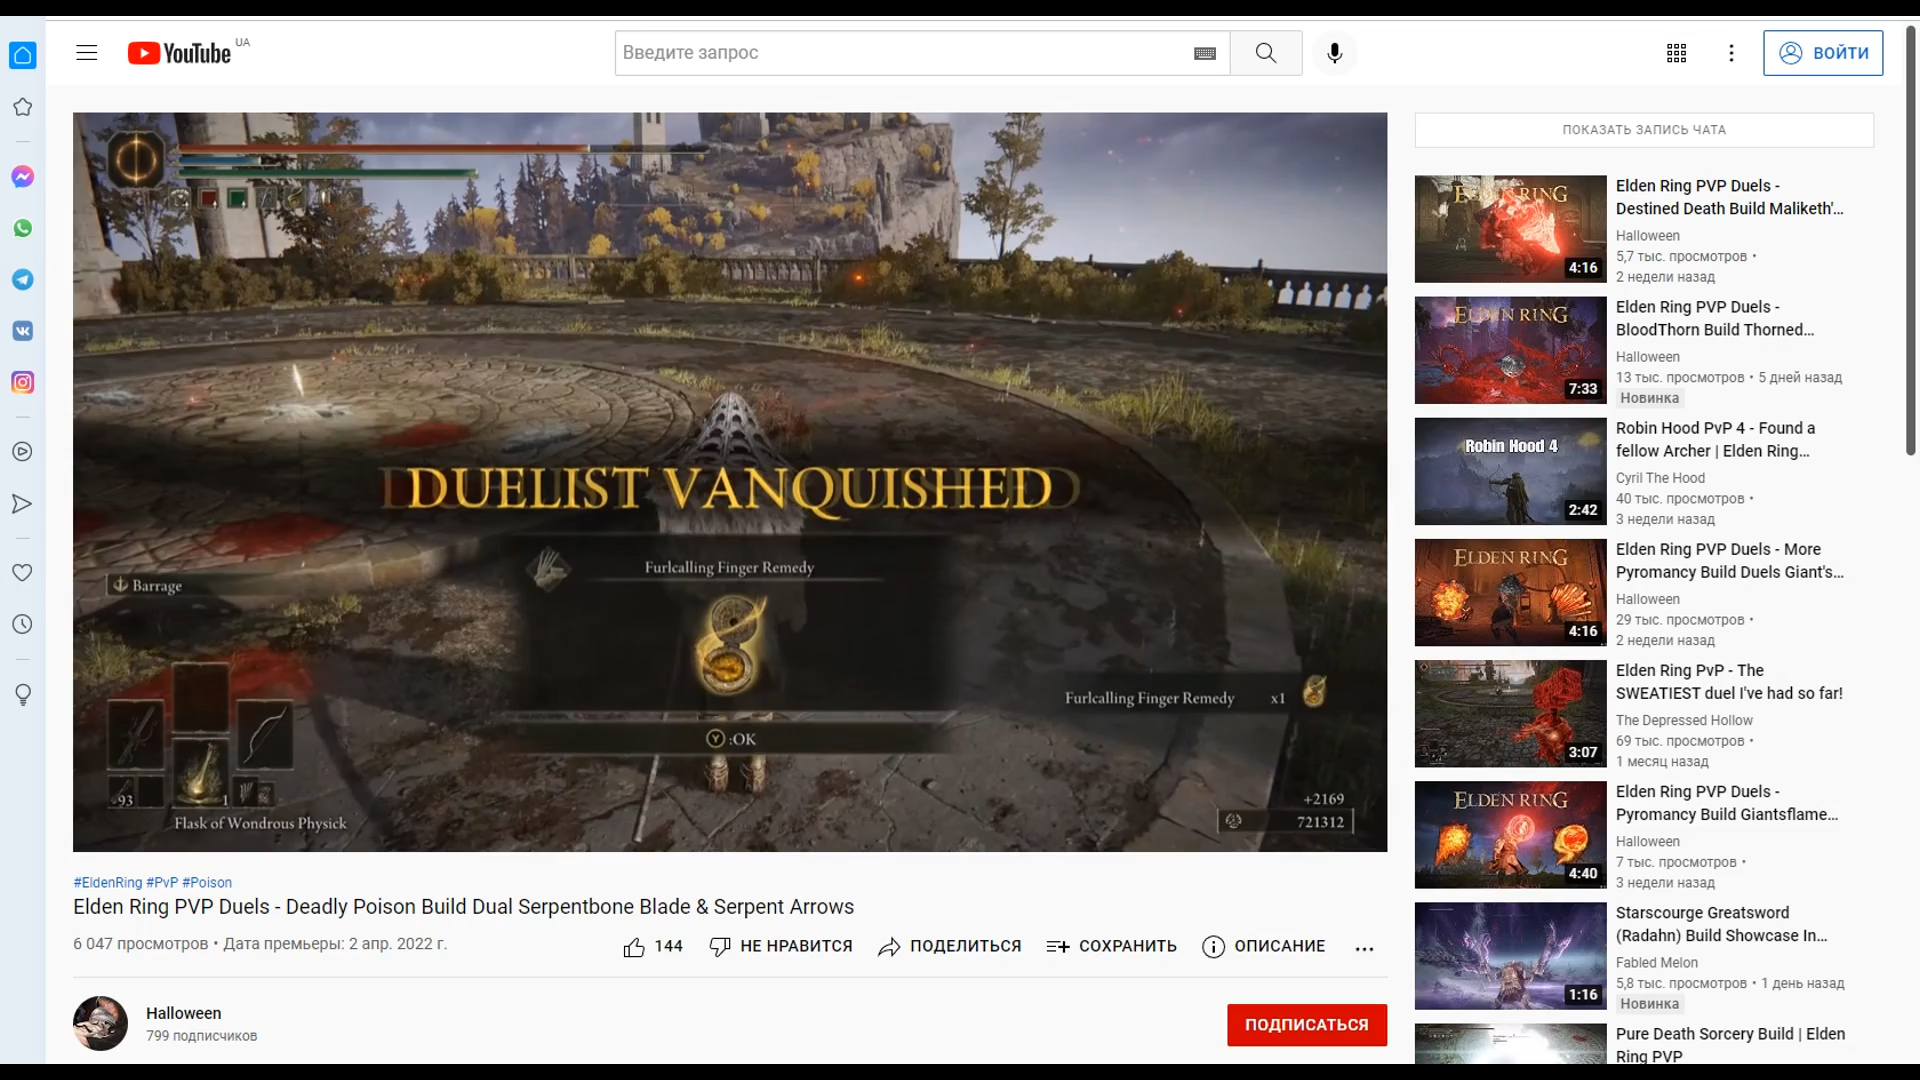 YouTube UA
Введите запрос
ВОЙТИ
DUELIST VANQUISHED
Furlcalling Finger Remedy
Barrage
Furlcalling Finger Remedy x1
Y :OK
93
1
Flask of Wondrous Physick
+2169
721312
#EldenRing #PvP #Poison
Elden Ring PVP Duels - Deadly Poison Build Dual Serpentbone Blade & Serpent Arrows
6 047 просмотров • Дата премьеры: 2 апр. 2022 г.
144
НЕ НРАВИТСЯ
ПОДЕЛИТЬСЯ
СОХРАНИТЬ
ОПИСАНИЕ
Halloween
799 подписчиков
ПОДПИСАТЬСЯ
ПОКАЗАТЬ ЗАПИСЬ ЧАТА
ELDEN RING
4:16
Elden Ring PVP Duels -
Destined Death Build Maliketh'...
Halloween
5,7 тыс. просмотров •
2 недели назад
ELDEN RING
7:33
Elden Ring PVP Duels -
BloodThorn Build Thorned...
Halloween
13 тыс. просмотров • 5 дней назад
Новинка
Robin Hood 4
2:42
Robin Hood PvP 4 - Found a
fellow Archer | Elden Ring...
Cyril The Hood
40 тыс. просмотров •
3 недели назад
ELDEN RING
4:16
Elden Ring PVP Duels - More
Pyromancy Build Duels Giant's...
Halloween
29 тыс. просмотров •
2 недели назад
3:07
Elden Ring PvP - The
SWEATIEST duel I've had so far!
The Depressed Hollow
69 тыс. просмотров •
1 месяц назад
ELDEN RING
4:40
Elden Ring PVP Duels -
Pyromancy Build Giantsflame...
Halloween
7 тыс. просмотров •
3 недели назад
1:16
Starscourge Greatsword
(Radahn) Build Showcase In...
Fabled Melon
5,8 тыс. просмотров • 1 день назад
Новинка
Pure Death Sorcery Build | Elden
Ring PVP